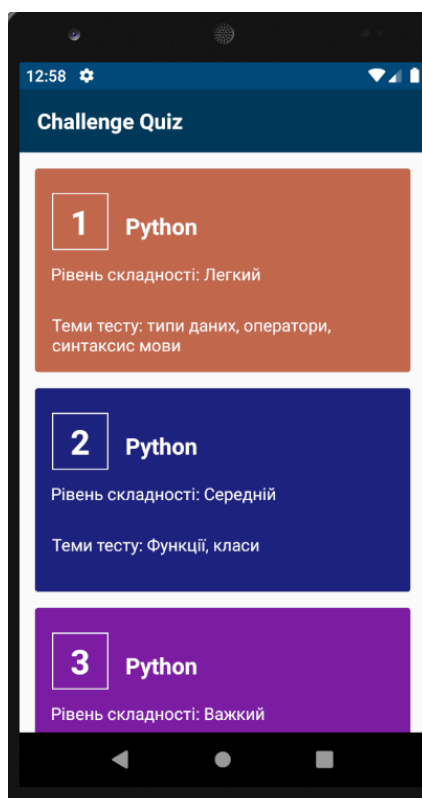 12:58
Challenge Quiz
1 Python
Рівень складності: Легкий
Теми тесту: типи даних, оператори,
синтаксис мови
2 Python
Рівень складності: Середній
Теми тесту: Функції, класи
3 Python
Рівень складності: Важкий